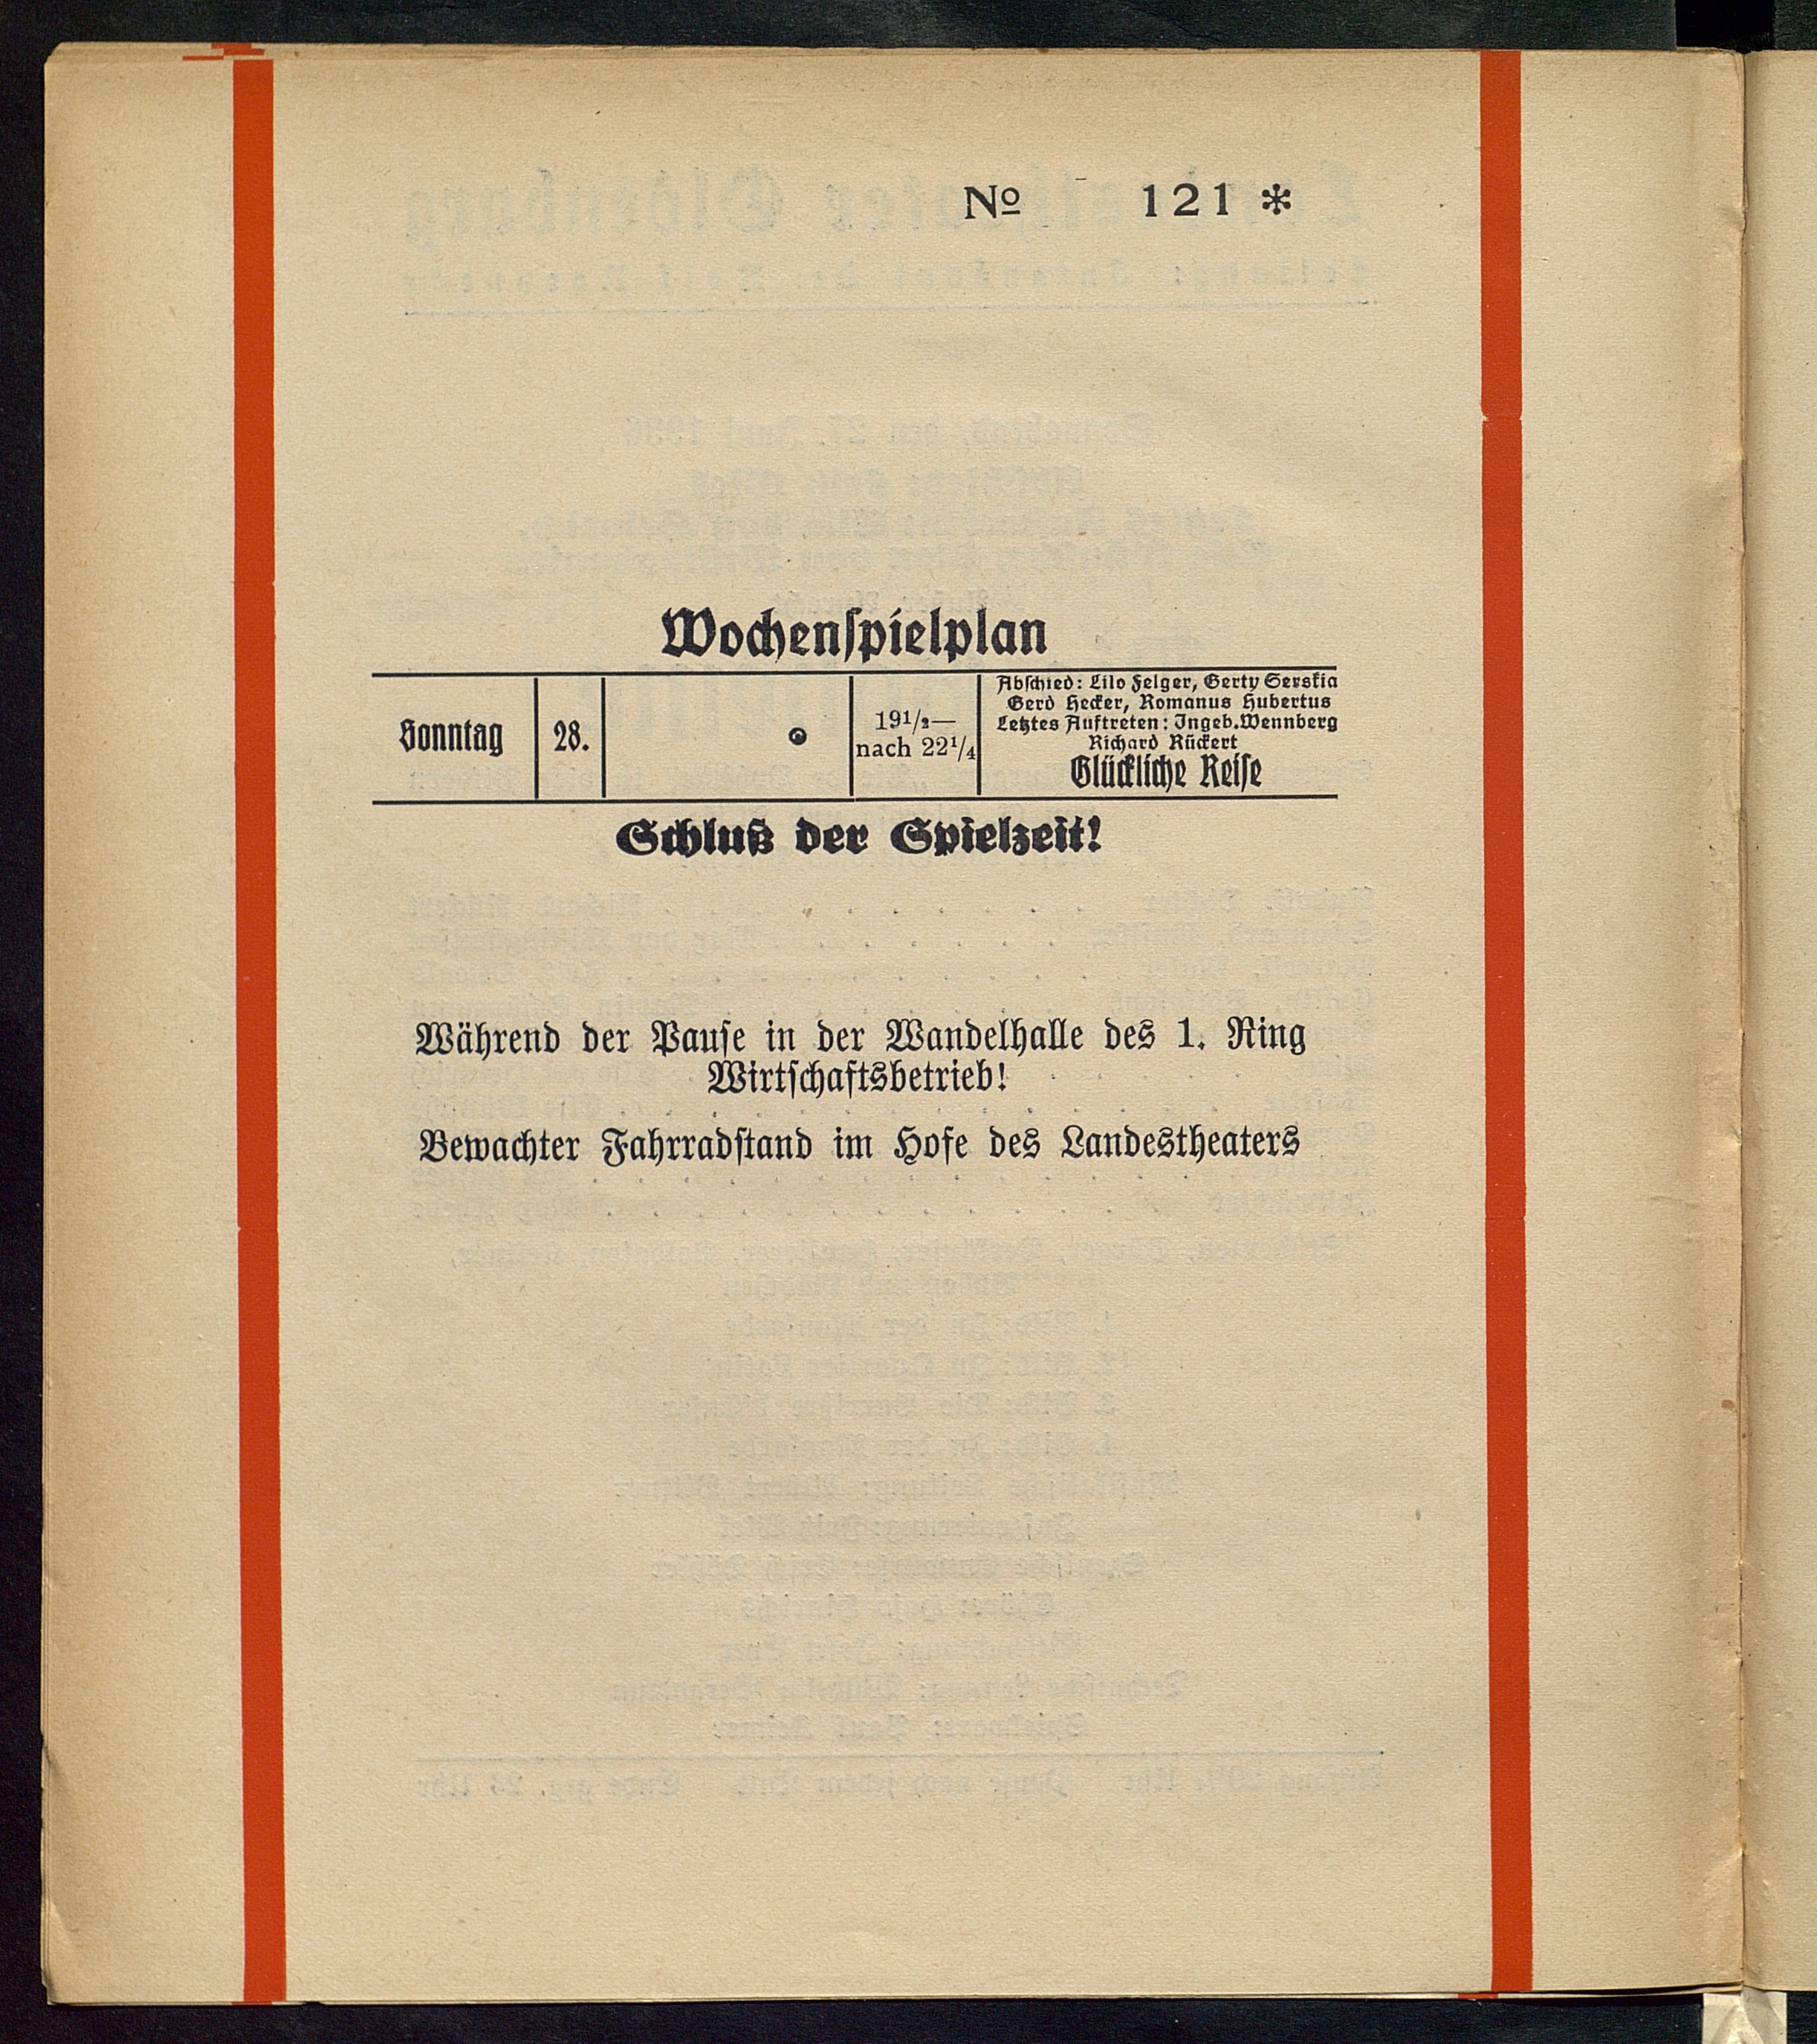 No 121 *
Wochenspielplan
Sonntag 28. 19½— nach 22¼
Abschied: Lilo Felger, Gerty Serskia
Gerd Hecker, Romanus Hubertus
Letztes Auftreten: Ingeb. Wennberg
Richard Rückert
Glückliche Reise
Schluß der Spielzeit!
Während der Pause in der Wandelhalle des 1. Ring
Wirtschaftsbetrieb!
Bewachter Fahrradstand im Hofe des Landestheaters